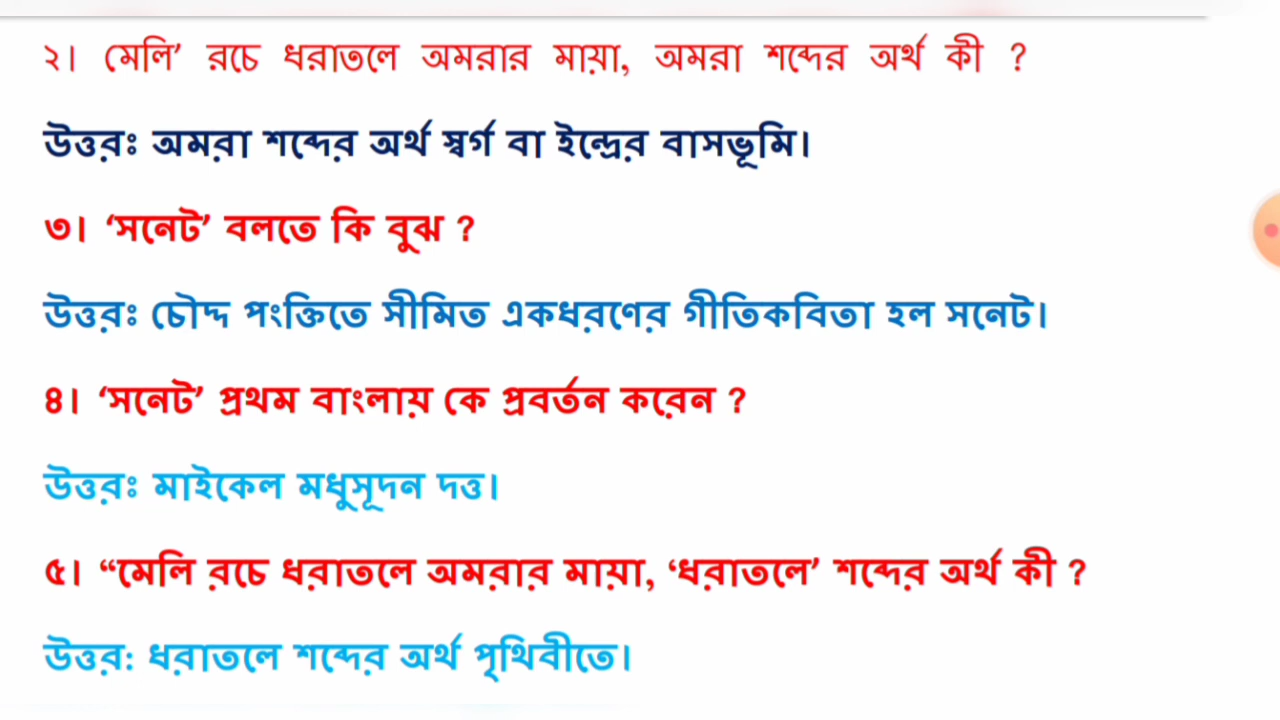 ২। মেলি’ রচে ধরাতলে অমরার মায়া, অমরা শব্দের অর্থ কী ?
উত্তরঃ অমরা শব্দের অর্থ স্বর্গ বা ইন্দ্রের বাসভূমি।
৩। ‘সনেট’ বলতে কি বুঝ ?
উত্তরঃ চৌদ্দ পংক্তিতে সীমিত একধরণের গীতিকবিতা হল সনেট।
৪। ‘সনেট’ প্রথম বাংলায় কে প্রবর্তন করেন ?
উত্তরঃ মাইকেল মধুসূদন দত্ত।
৫। “মেলি রচে ধরাতলে অমরার মায়া, ‘ধরাতলে’ শব্দের অর্থ কী ?
উত্তর: ধরাতলে শব্দের অর্থ পৃথিবীতে।